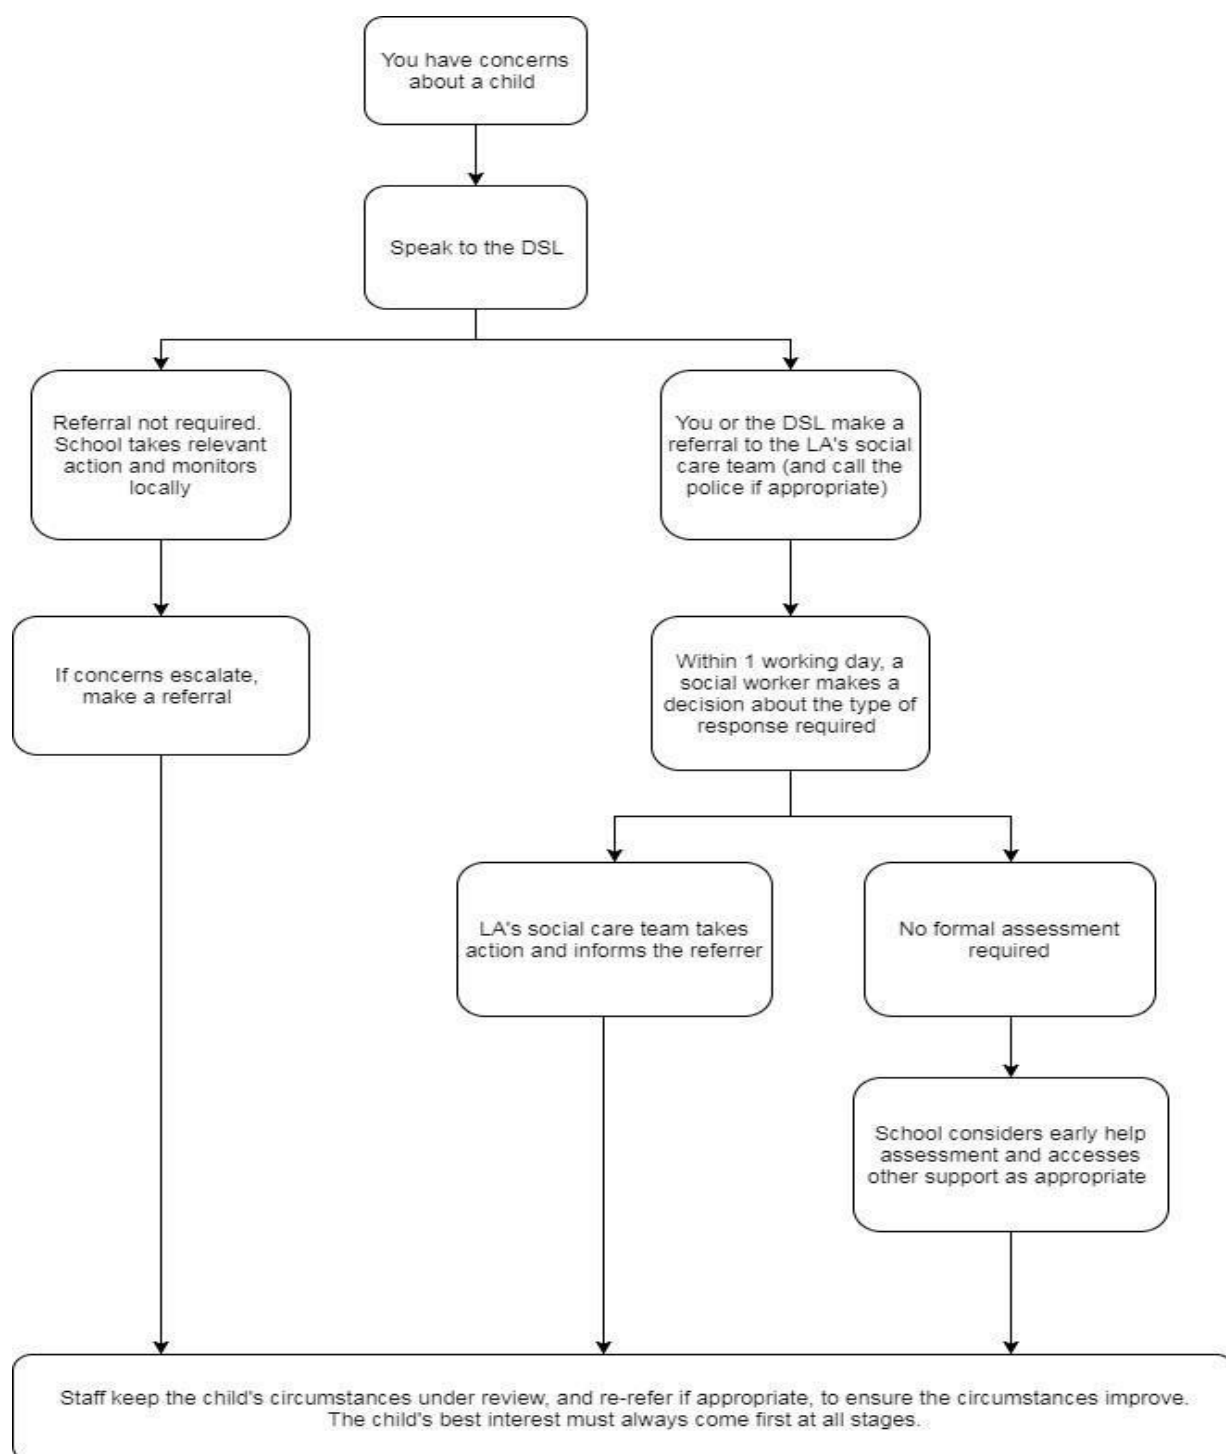 You have concerns
about a child
Speak to the DSL
Referral not required.
School takes relevant
action and monitors
locally
You or the DSL make a
referral to the LA's social
care team (and call the
police if appropriate)
If concerns escalate,
make a referral
Within 1 working day, a
social worker makes a
decision about the type of
response required
LA's social care team takes
action and informs the referrer
No formal assessment
required
School considers early help
assessment and accesses
other support as appropriate
Staff keep the child's circumstances under review, and re-refer if appropriate, to ensure the circumstances improve.
The child's best interest must always come first at all stages.